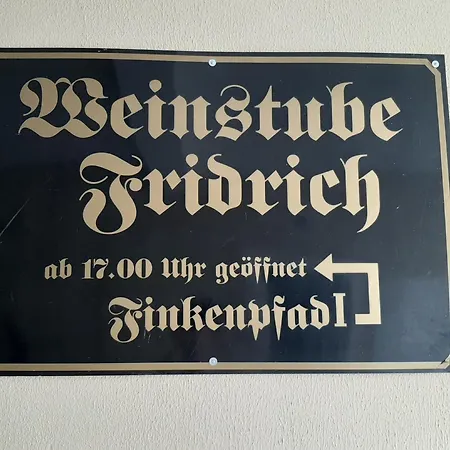 Weinstube
Fridrich
ab 17.00 Uhr geöffnet
Finkenpfad I